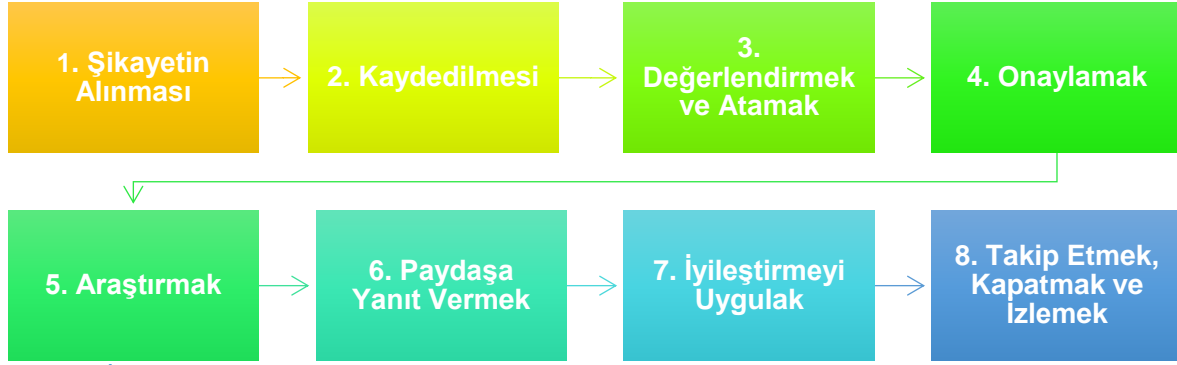 1. Şikayetin
Alınması
2. Kaydedilmesi
3.
Değerlendirmek
ve Atamak
4. Onaylamak
5. Araştırmak
6. Paydaşa
Yanıt Vermek
7. İyileştirmeyi
Uygulak
8. Takip Etmek,
Kapatmak ve
İzlemek